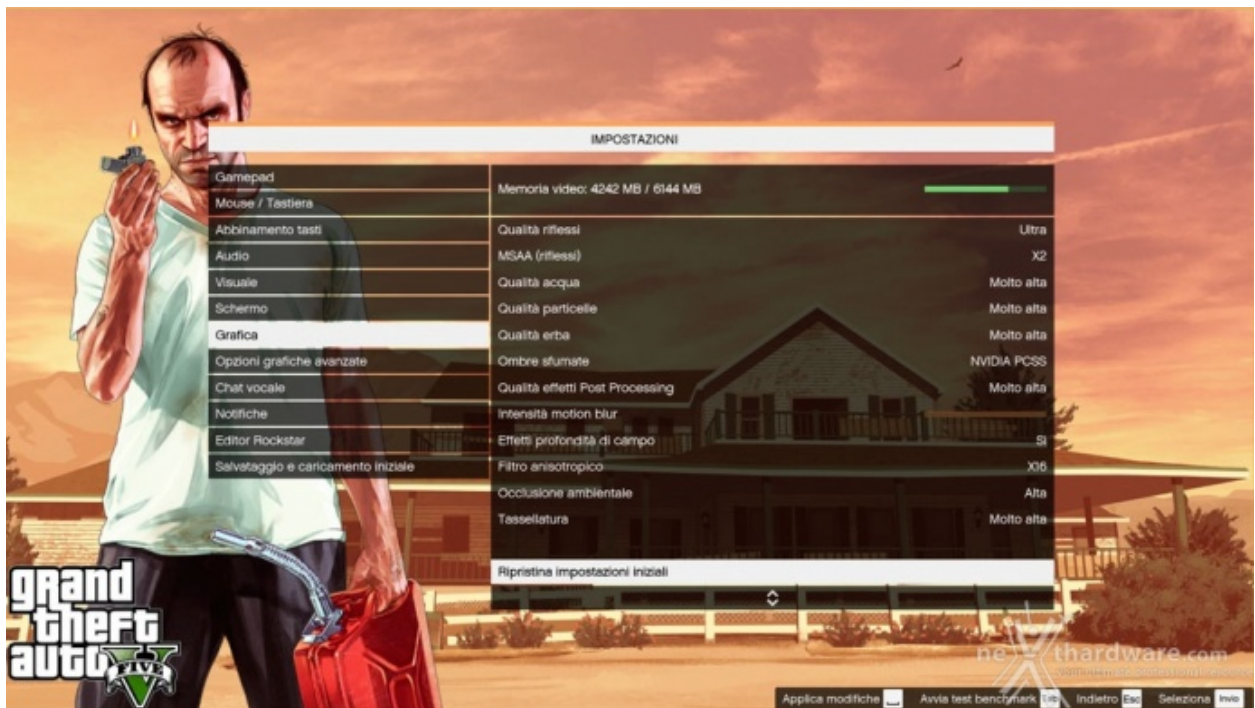 IMPOSTAZIONI
Gamepad
Mouse / Tastiera
Abbinamento tasti
Audio
Visuale
Schermo
Grafica
Opzioni grafiche avanzate
Chat vocale
Notifiche
Editor Rockstar
Salvataggio e caricamento iniziale
Memoria video: 4242 MB / 6144 MB
Qualità riflessi Ultra
MSAA (riflessi) X2
Qualità acqua Molto alta
Qualità particelle Molto alta
Qualità erba Molto alta
Ombre sfumate NVIDIA PCSS
Qualità effetti Post Processing Molto alta
Intensità motion blur
Effetti profondità di campo Sì
Filtro anisotropico X16
Occlusione ambientale Alta
Tassellatura Molto alta
Ripristina impostazioni iniziali
grand
theft
auto
FIVE
nexthardware.com
Applica modifiche Avvia test benchmark Tab Indietro Esc Seleziona Invio